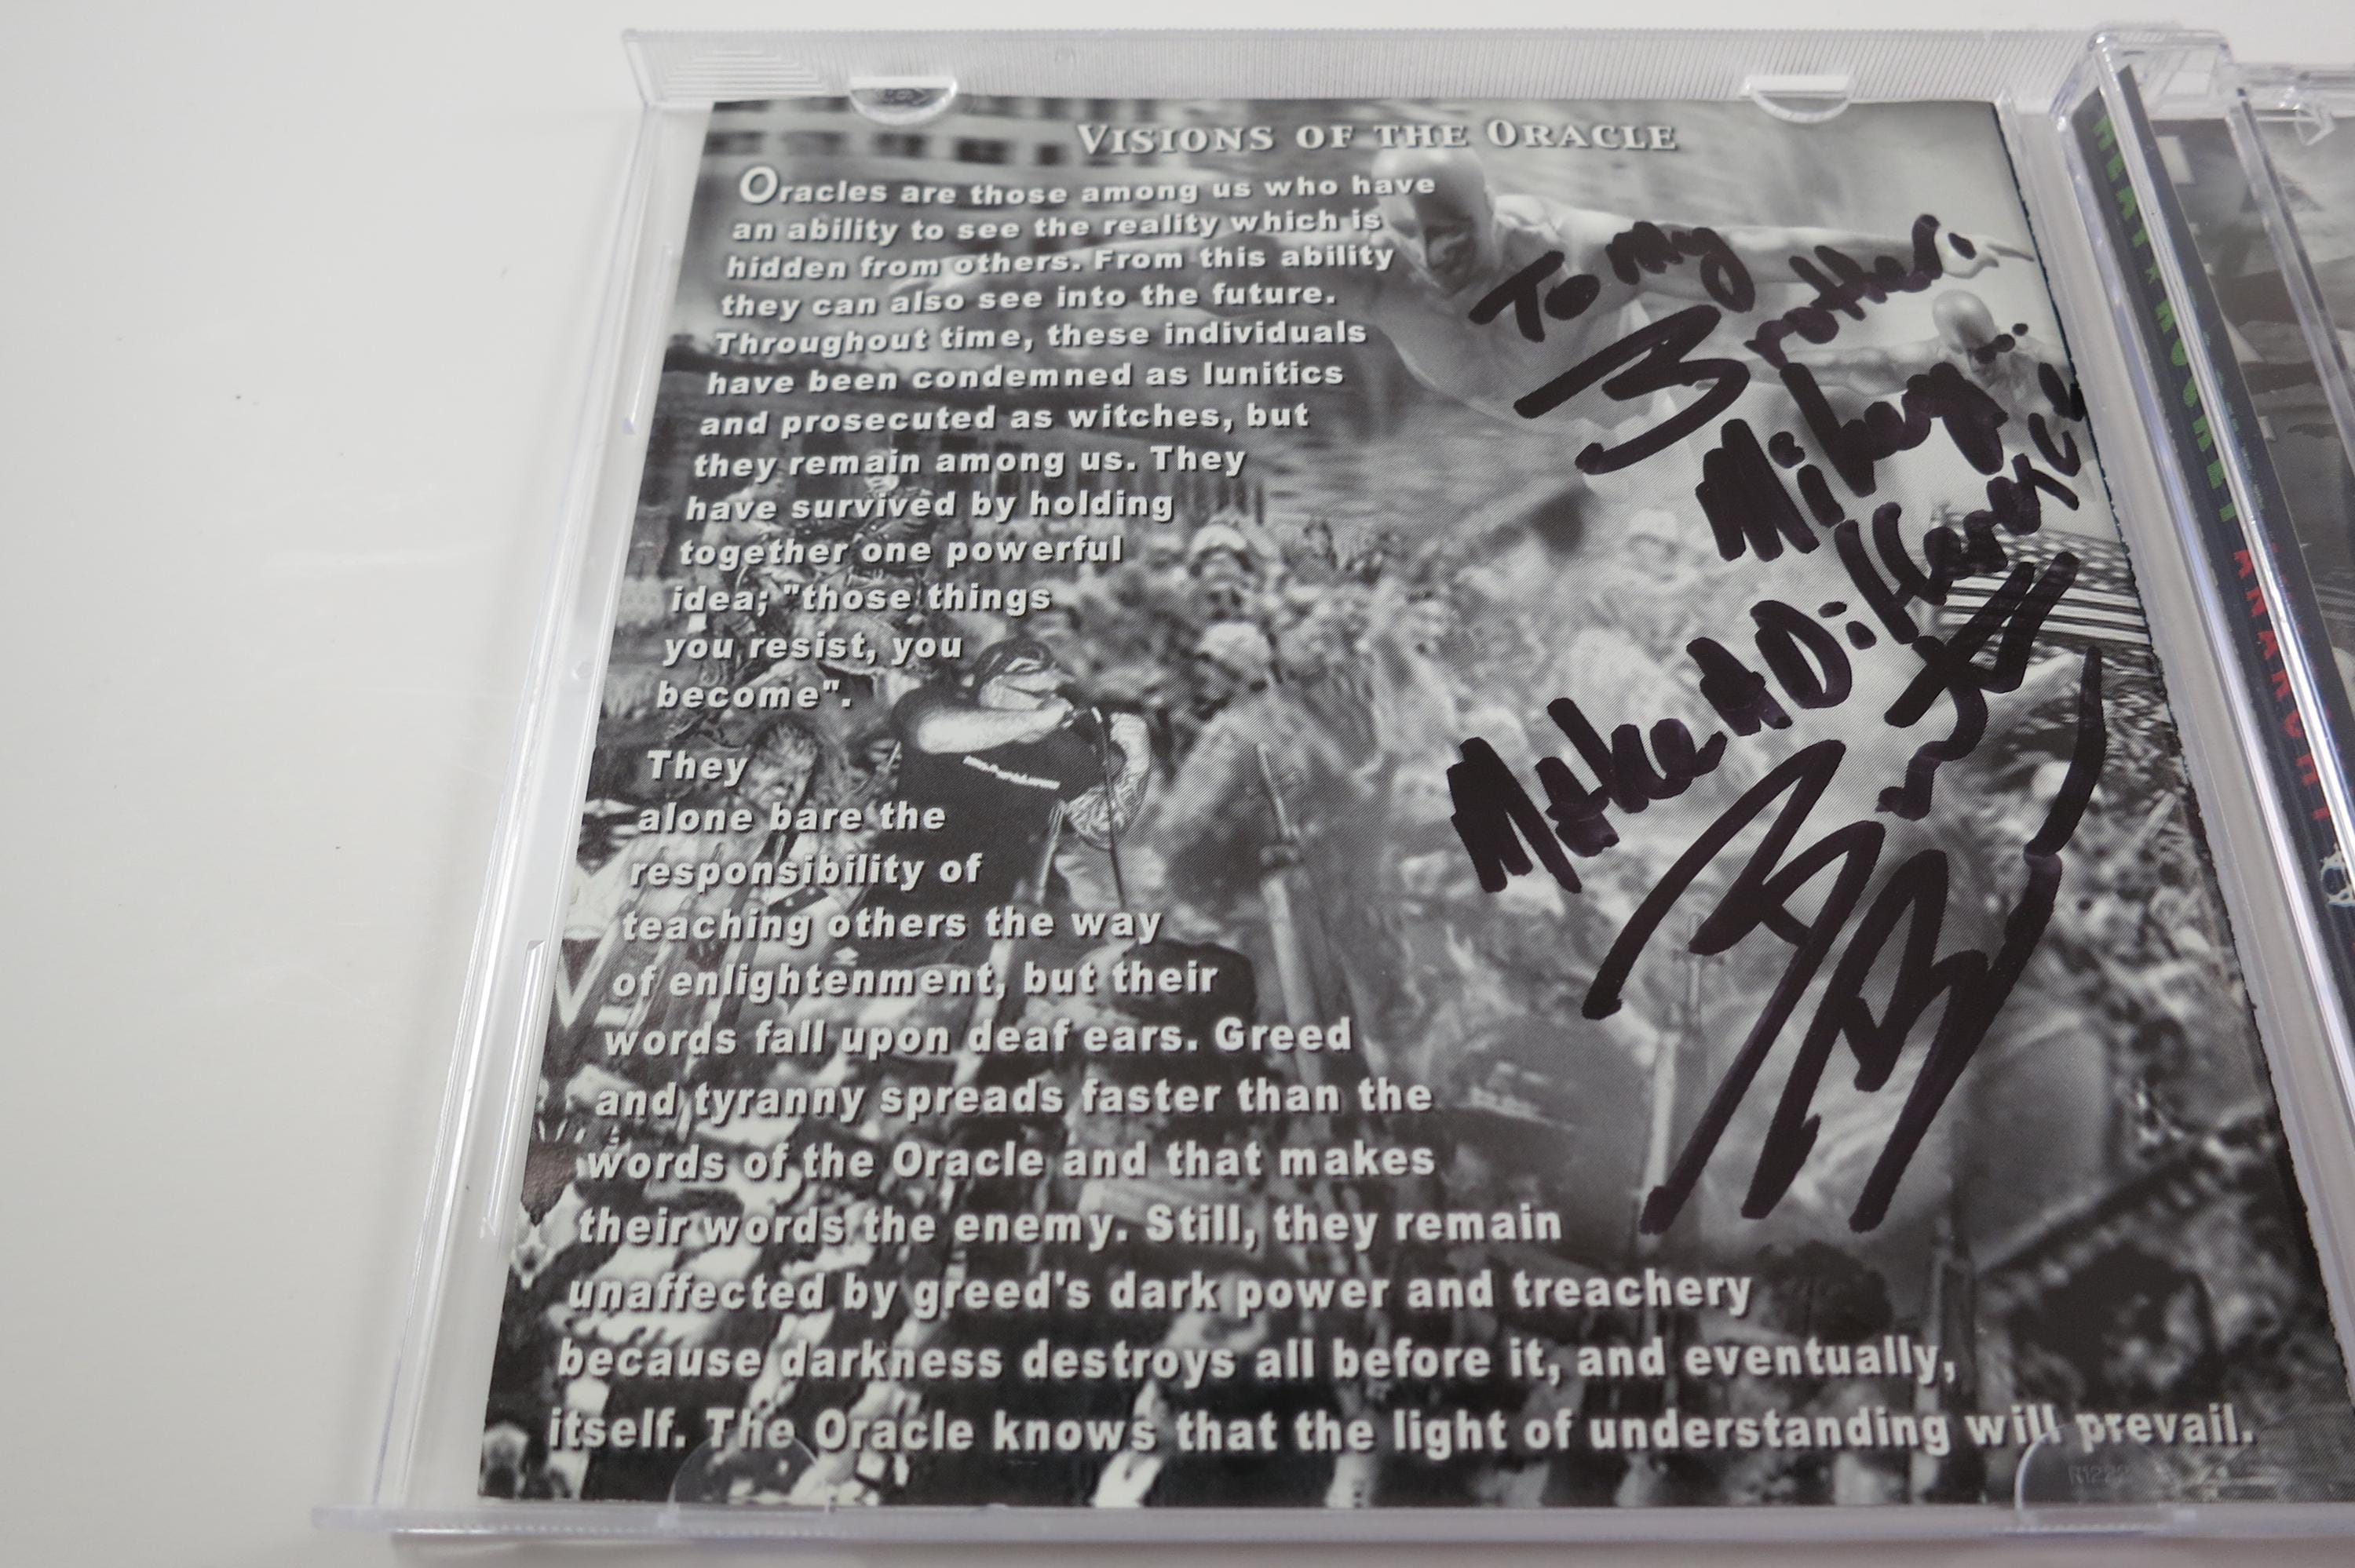 VISIONS OF THE ORACLE
Oracles are those among us who have
an ability to see the reality which is
hidden from others. From this ability
they can also see into the future.
Throughout time, these individuals
have been condemned as lunitics
and prosecuted as witches, but
they remain among us. They
have survived by holding
together one powerful
idea; "those things
you resist, you
become".
They
alone bare the
responsibility of
teaching others the way
of enlightenment, but their
words fall upon deaf ears. Greed
and tyranny spreads faster than the
words of the Oracle and that makes
their words the enemy. Still, they remain
unaffected by greed's dark power and treachery
because darkness destroys all before it, and eventually,
itself. The Oracle knows that the light of understanding will prevail.
To my
Brother.
Mikey...
Make A Difference